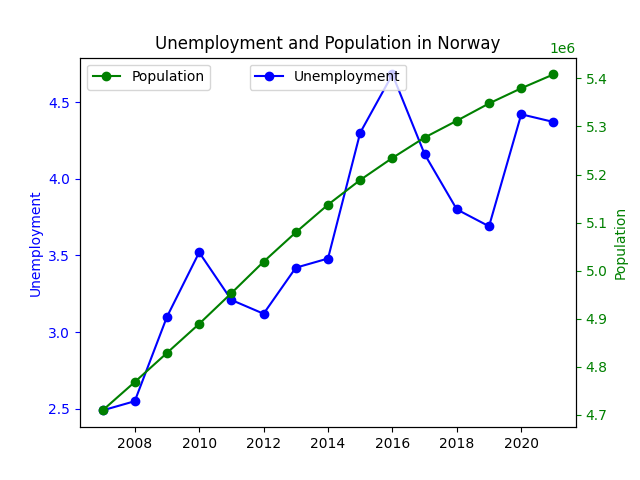 Unemployment and Population in Norway
1e6
Population
Unemployment
4.5
4.0
3.5
3.0
2.5
Unemployment
5.4
5.3
5.2
5.1
5.0
4.9
4.8
4.7
Population
2008 2010 2012 2014 2016 2018 2020